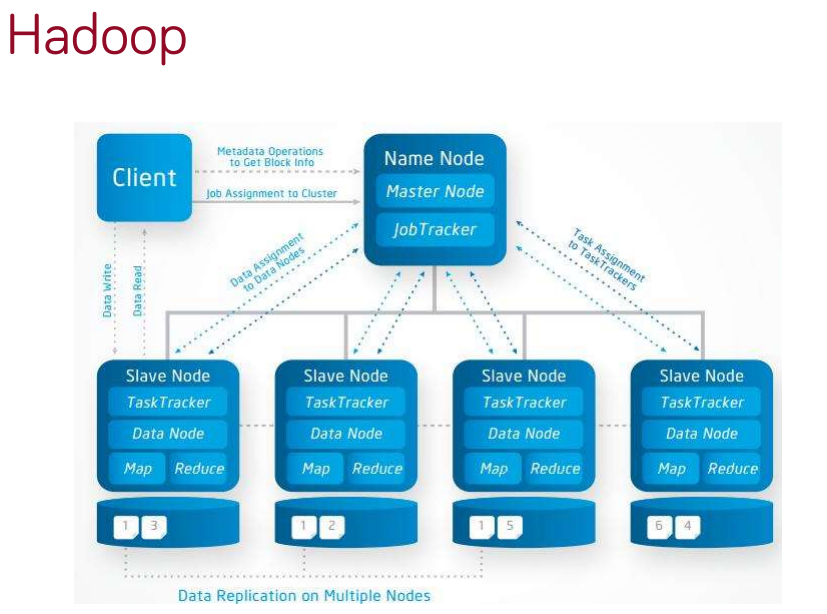 Hadoop
Client
Metadata Operations
to Get Block Info
Job Assignment to Cluster
Name Node
Master Node
JobTracker
Data Write
Data Read
Data Assignment
to Data Nodes
Task Assignment
to TaskTrackers
Slave Node
TaskTracker
Data Node
Map Reduce
1 3
Slave Node
TaskTracker
Data Node
Map Reduce
1 2
Slave Node
TaskTracker
Data Node
Map Reduce
1 5
Slave Node
TaskTracker
Data Node
Map Reduce
6 4
Data Replication on Multiple Nodes